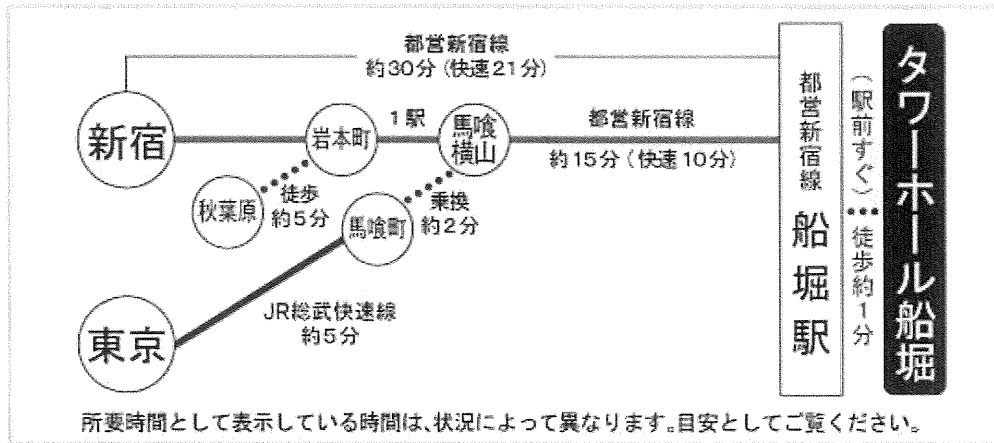 都営新宿線
約30分（快速21分）
新宿
岩本町
1駅
馬喰
横山
都営新宿線
約15分（快速10分）
秋葉原
徒歩
約5分
馬喰町
乗換
約2分
JR総武快速線
約5分
東京
都営新宿線 船堀駅
（駅前すぐ） 徒歩約1分
タワーホール船堀
所要時間として表示している時間は、状況によって異なります。目安としてご覧ください。